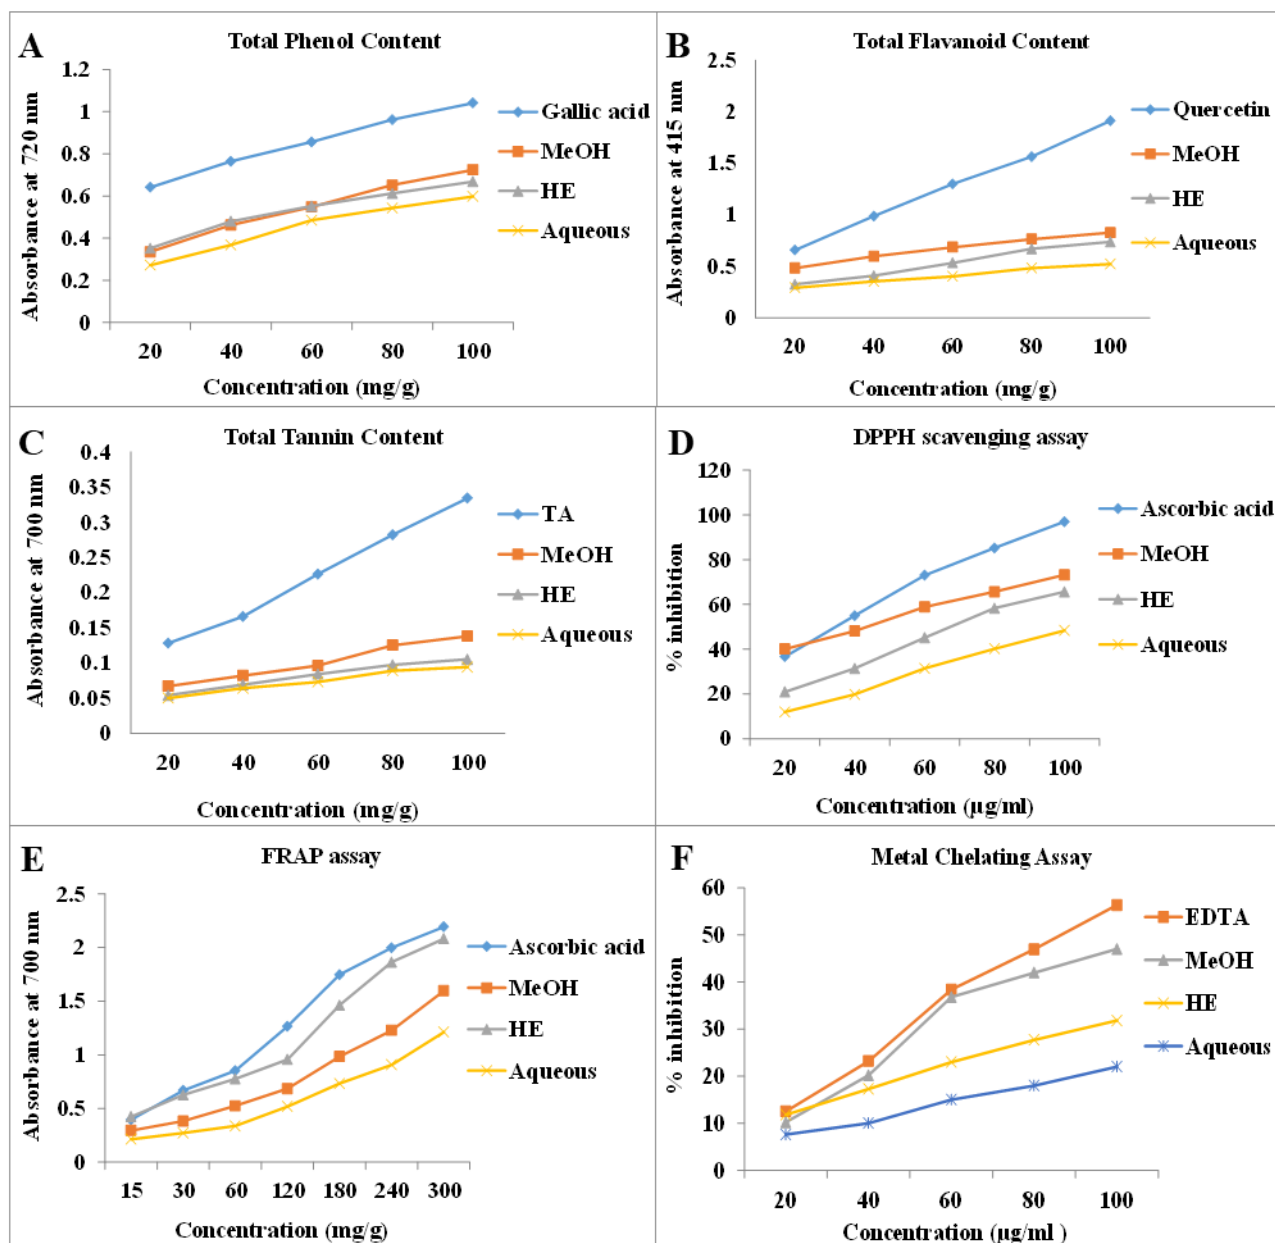 A
Total Phenol Content
Absorbance at 720 nm
1.2
1
0.8
0.6
0.4
0.2
0
20 40 60 80 100
Concentration (mg/g)
Gallic acid
MeOH
HE
Aqueous
B
Total Flavanoid Content
Absorbance at 415 nm
2.5
2
1.5
1
0.5
0
20 40 60 80 100
Concentration (mg/g)
Quercetin
MeOH
HE
Aqueous
C
Total Tannin Content
Absorbance at 700 nm
0.4
0.35
0.3
0.25
0.2
0.15
0.1
0.05
0
20 40 60 80 100
Concentration (mg/g)
TA
MeOH
HE
Aqueous
D
DPPH scavenging assay
% inhibition
120
100
80
60
40
20
0
20 40 60 80 100
Concentration (µg/ml)
Ascorbic acid
MeOH
HE
Aqueous
E
FRAP assay
Absorbance at 700 nm
2.5
2
1.5
1
0.5
0
15 30 60 120 180 240 300
Concentration (mg/g)
Ascorbic acid
MeOH
HE
Aqueous
F
Metal Chelating Assay
% inhibition
60
50
40
30
20
10
0
20 40 60 80 100
Concentration (µg/ml )
EDTA
MeOH
HE
Aqueous